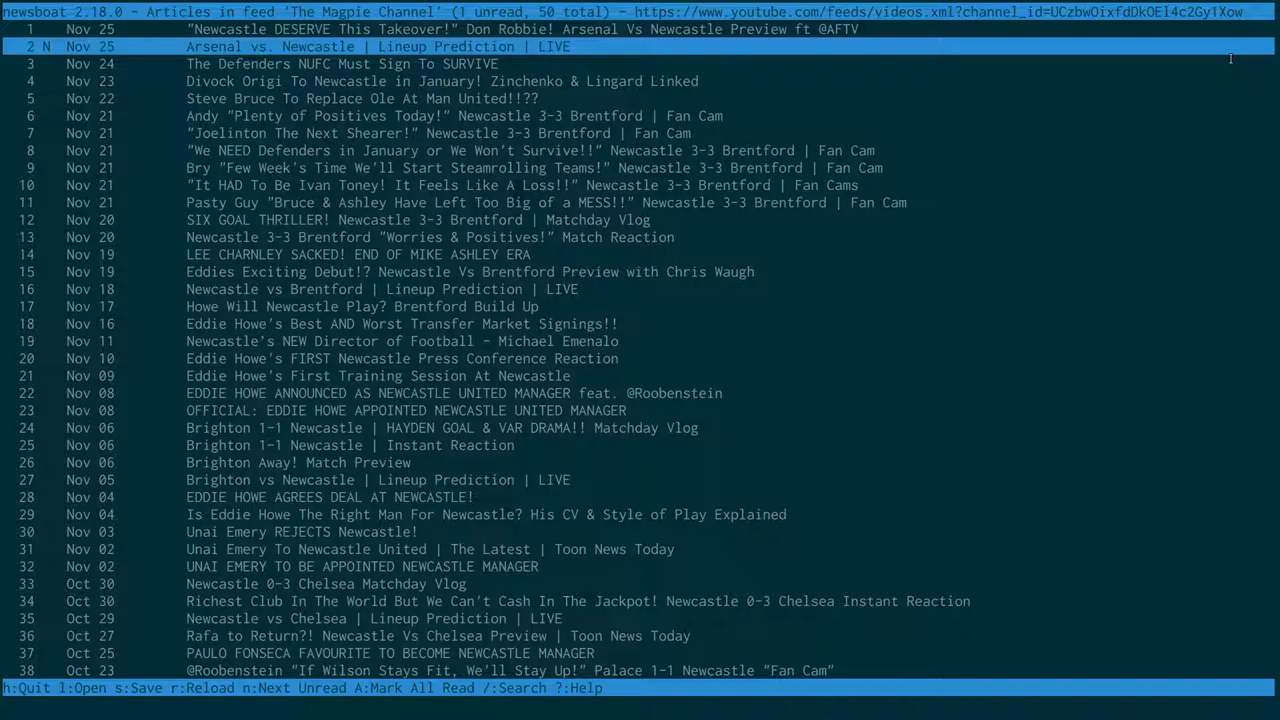 newsboat 2.18.0 - Articles in feed 'The Magpie Channel' (1 unread, 50 total) - https://www.youtube.com/feeds/videos.xml?channel_id=UCzbwOixfdDkOEl4c2Gy1Xow
1 Nov 25 "Newcastle DESERVE This Takeover!" Don Robbie! Arsenal Vs Newcastle Preview ft @AFTV
2 N Nov 25 Arsenal vs. Newcastle | Lineup Prediction | LIVE
3 Nov 24 The Defenders NUFC Must Sign To SURVIVE
4 Nov 23 Divock Origi To Newcastle in January! Zinchenko & Lingard Linked
5 Nov 22 Steve Bruce To Replace Ole At Man United!!??
6 Nov 21 Andy "Plenty of Positives Today!" Newcastle 3-3 Brentford | Fan Cam
7 Nov 21 "Joelinton The Next Shearer!" Newcastle 3-3 Brentford | Fan Cam
8 Nov 21 "We NEED Defenders in January or We Won't Survive!!" Newcastle 3-3 Brentford | Fan Cam
9 Nov 21 Bry "Few Week's Time We'll Start Steamrolling Teams!" Newcastle 3-3 Brentford | Fan Cam
10 Nov 21 "It HAD To Be Ivan Toney! It Feels Like A Loss!!" Newcastle 3-3 Brentford | Fan Cams
11 Nov 21 Pasty Guy "Bruce & Ashley Have Left Too Big of a MESS!!" Newcastle 3-3 Brentford | Fan Cam
12 Nov 20 SIX GOAL THRILLER! Newcastle 3-3 Brentford | Matchday Vlog
13 Nov 20 Newcastle 3-3 Brentford "Worries & Positives!" Match Reaction
14 Nov 19 LEE CHARNLEY SACKED! END OF MIKE ASHLEY ERA
15 Nov 19 Eddies Exciting Debut!? Newcastle Vs Brentford Preview with Chris Waugh
16 Nov 18 Newcastle vs Brentford | Lineup Prediction | LIVE
17 Nov 17 Howe Will Newcastle Play? Brentford Build Up
18 Nov 16 Eddie Howe's Best AND Worst Transfer Market Signings!!
19 Nov 11 Newcastle's NEW Director of Football - Michael Emenalo
20 Nov 10 Eddie Howe's FIRST Newcastle Press Conference Reaction
21 Nov 09 Eddie Howe's First Training Session At Newcastle
22 Nov 08 EDDIE HOWE ANNOUNCED AS NEWCASTLE UNITED MANAGER feat. @Roobenstein
23 Nov 08 OFFICIAL: EDDIE HOWE APPOINTED NEWCASTLE UNITED MANAGER
24 Nov 06 Brighton 1-1 Newcastle | HAYDEN GOAL & VAR DRAMA!! Matchday Vlog
25 Nov 06 Brighton 1-1 Newcastle | Instant Reaction
26 Nov 06 Brighton Away! Match Preview
27 Nov 05 Brighton vs Newcastle | Lineup Prediction | LIVE
28 Nov 04 EDDIE HOWE AGREES DEAL AT NEWCASTLE!
29 Nov 04 Is Eddie Howe The Right Man For Newcastle? His CV & Style of Play Explained
30 Nov 03 Unai Emery REJECTS Newcastle!
31 Nov 02 Unai Emery To Newcastle United | The Latest | Toon News Today
32 Nov 02 UNAI EMERY TO BE APPOINTED NEWCASTLE MANAGER
33 Oct 30 Newcastle 0-3 Chelsea Matchday Vlog
34 Oct 30 Richest Club In The World But We Can't Cash In The Jackpot! Newcastle 0-3 Chelsea Instant Reaction
35 Oct 29 Newcastle vs Chelsea | Lineup Prediction | LIVE
36 Oct 27 Rafa to Return?! Newcastle Vs Chelsea Preview | Toon News Today
37 Oct 25 PAULO FONSECA FAVOURITE TO BECOME NEWCASTLE MANAGER
38 Oct 23 @Roobenstein "If Wilson Stays Fit, We'll Stay Up!" Palace 1-1 Newcastle "Fan Cam"
h:Quit l:Open s:Save r:Reload n:Next Unread A:Mark All Read /:Search ?:Help